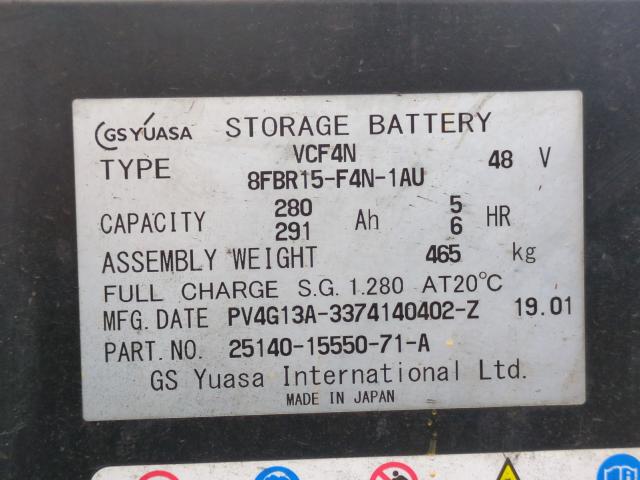 GS YUASA STORAGE BATTERY
TYPE VCF4N 48 V
8FBR15-F4N-1AU
CAPACITY 280 Ah 5 HR
291 6
ASSEMBLY WEIGHT 465 kg
FULL CHARGE S.G. 1.280 AT20℃
MFG. DATE PV4G13A-3374140402-Z 19.01
PART. NO. 25140-15550-71-A
GS Yuasa International Ltd.
MADE IN JAPAN